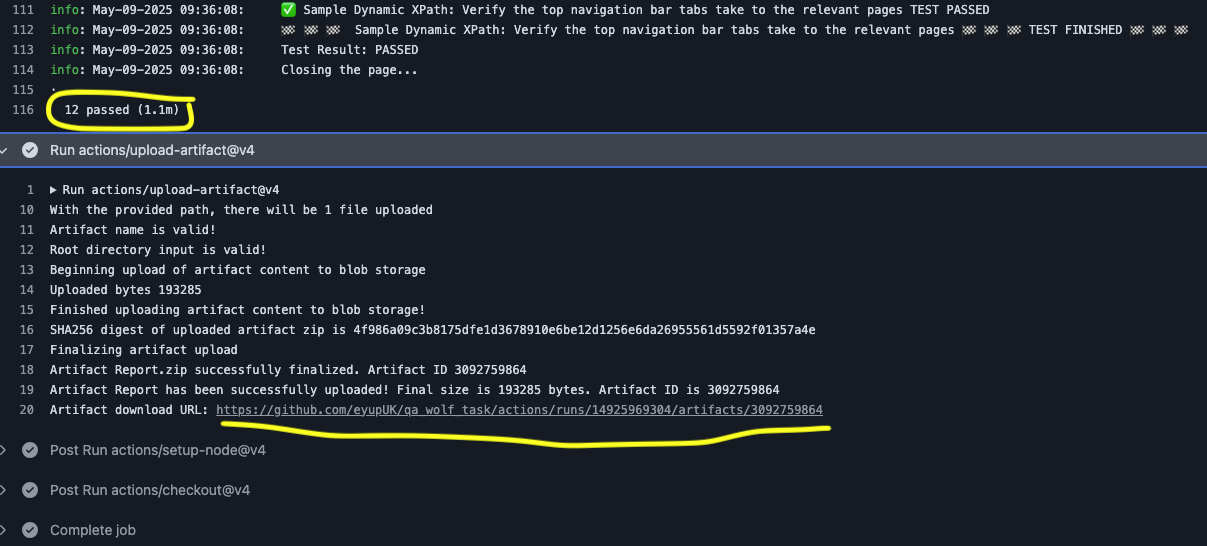 111 info: May-09-2025 09:36:08: ✅ Sample Dynamic XPath: Verify the top navigation bar tabs take to the relevant pages TEST PASSED
112 info: May-09-2025 09:36:08: 🏁 🏁 🏁 Sample Dynamic XPath: Verify the top navigation bar tabs take to the relevant pages 🏁 🏁 🏁 TEST FINISHED 🏁 🏁 🏁
113 info: May-09-2025 09:36:08: Test Result: PASSED
114 info: May-09-2025 09:36:08: Closing the page...
115 ·
116 12 passed (1.1m)
Run actions/upload-artifact@v4
1 ▶ Run actions/upload-artifact@v4
10 With the provided path, there will be 1 file uploaded
11 Artifact name is valid!
12 Root directory input is valid!
13 Beginning upload of artifact content to blob storage
14 Uploaded bytes 193285
15 Finished uploading artifact content to blob storage!
16 SHA256 digest of uploaded artifact zip is 4f986a09c3b8175dfe1d3678910e6be12d1256e6da26955561d5592f01357a4e
17 Finalizing artifact upload
18 Artifact Report.zip successfully finalized. Artifact ID 3092759864
19 Artifact Report has been successfully uploaded! Final size is 193285 bytes. Artifact ID is 3092759864
20 Artifact download URL: https://github.com/eyupUK/qa_wolf_task/actions/runs/14925969304/artifacts/3092759864
Post Run actions/setup-node@v4
Post Run actions/checkout@v4
Complete job